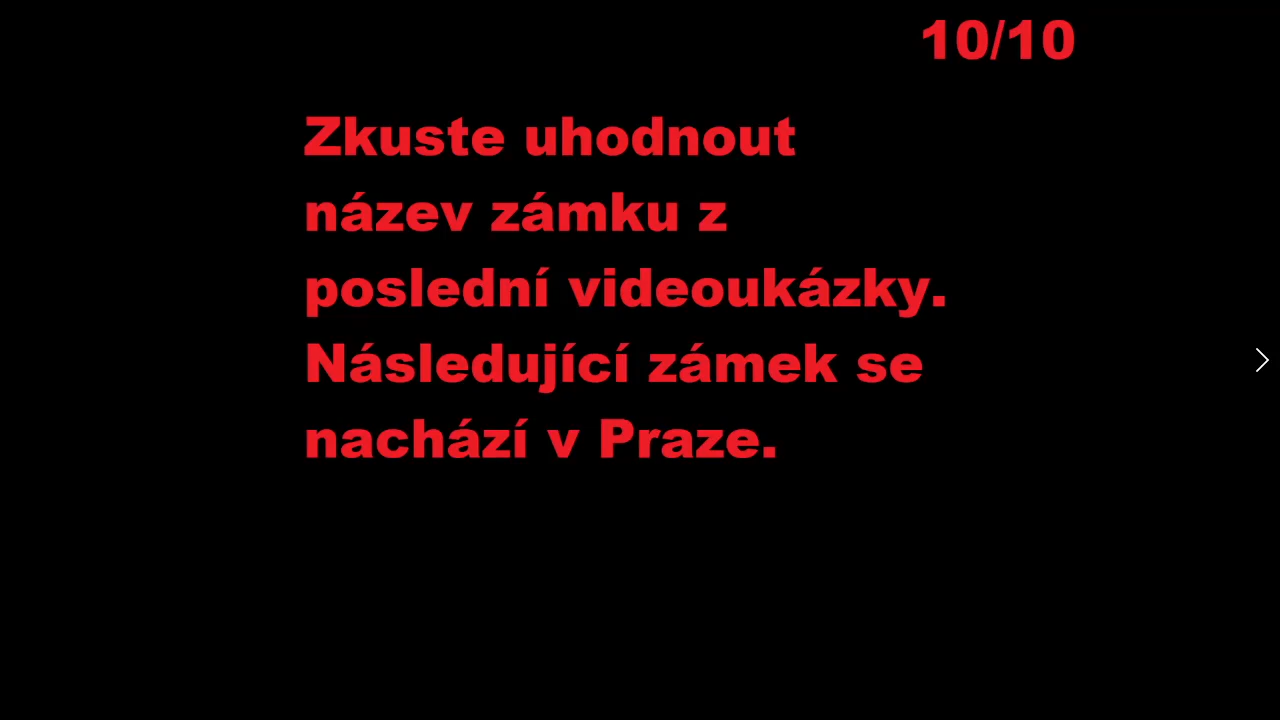 10/10
Zkuste uhodnout
název zámku z
poslední videoukázky.
Následující zámek se
nachází v Praze.